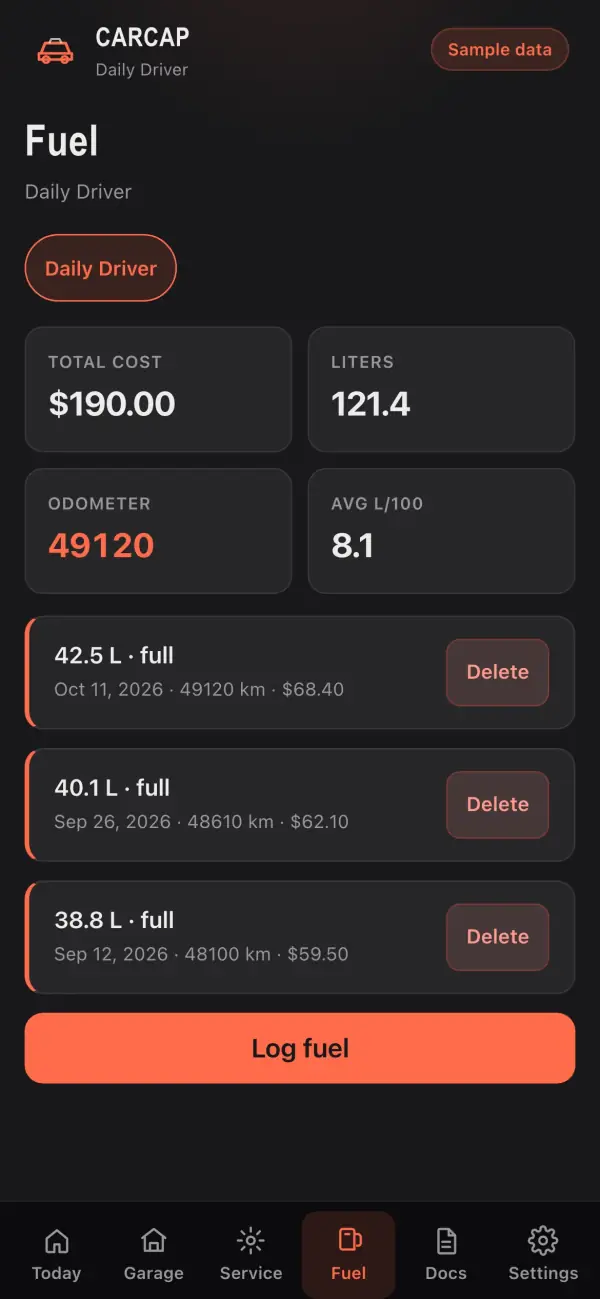 CARCAP
Daily Driver
Sample data
Fuel
Daily Driver
Daily Driver
TOTAL COST
$190.00
LITERS
121.4
ODOMETER
49120
AVG L/100
8.1
42.5 L · full
Oct 11, 2026 · 49120 km · $68.40
Delete
40.1 L · full
Sep 26, 2026 · 48610 km · $62.10
Delete
38.8 L · full
Sep 12, 2026 · 48100 km · $59.50
Delete
Log fuel
Today
Garage
Service
Fuel
Docs
Settings